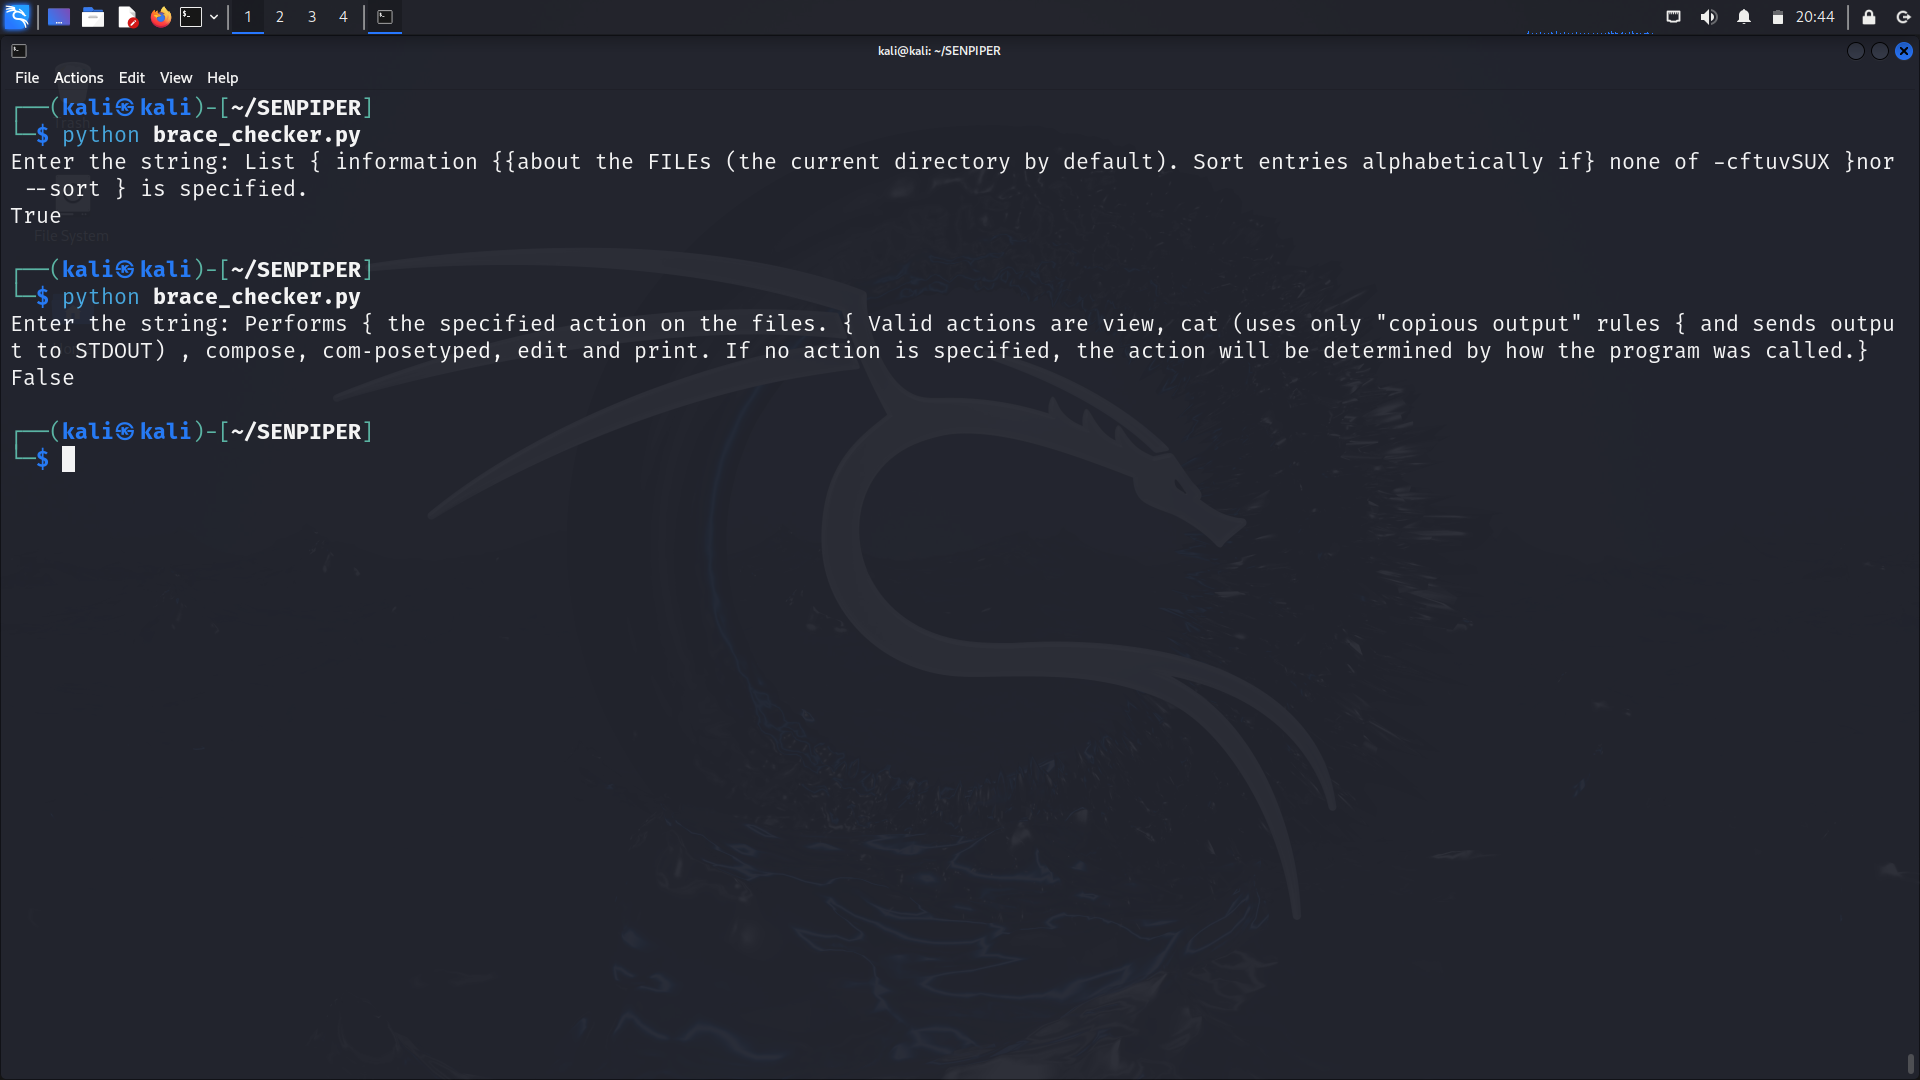 1 2 3 4 20:44
kali@kali: ~/SENPIPER
File Actions Edit View Help
┌──(kali㉿kali)-[~/SENPIPER]
└─$ python brace_checker.py
Enter the string: List { information {{about the FILEs (the current directory by default). Sort entries alphabetically if} none of -cftuvSUX }nor
--sort } is specified.
True
File System
┌──(kali㉿kali)-[~/SENPIPER]
└─$ python brace_checker.py
Enter the string: Performs { the specified action on the files. { Valid actions are view, cat (uses only "copious output" rules { and sends outpu
t to STDOUT) , compose, com-posetyped, edit and print. If no action is specified, the action will be determined by how the program was called.}
False
┌──(kali㉿kali)-[~/SENPIPER]
└─$